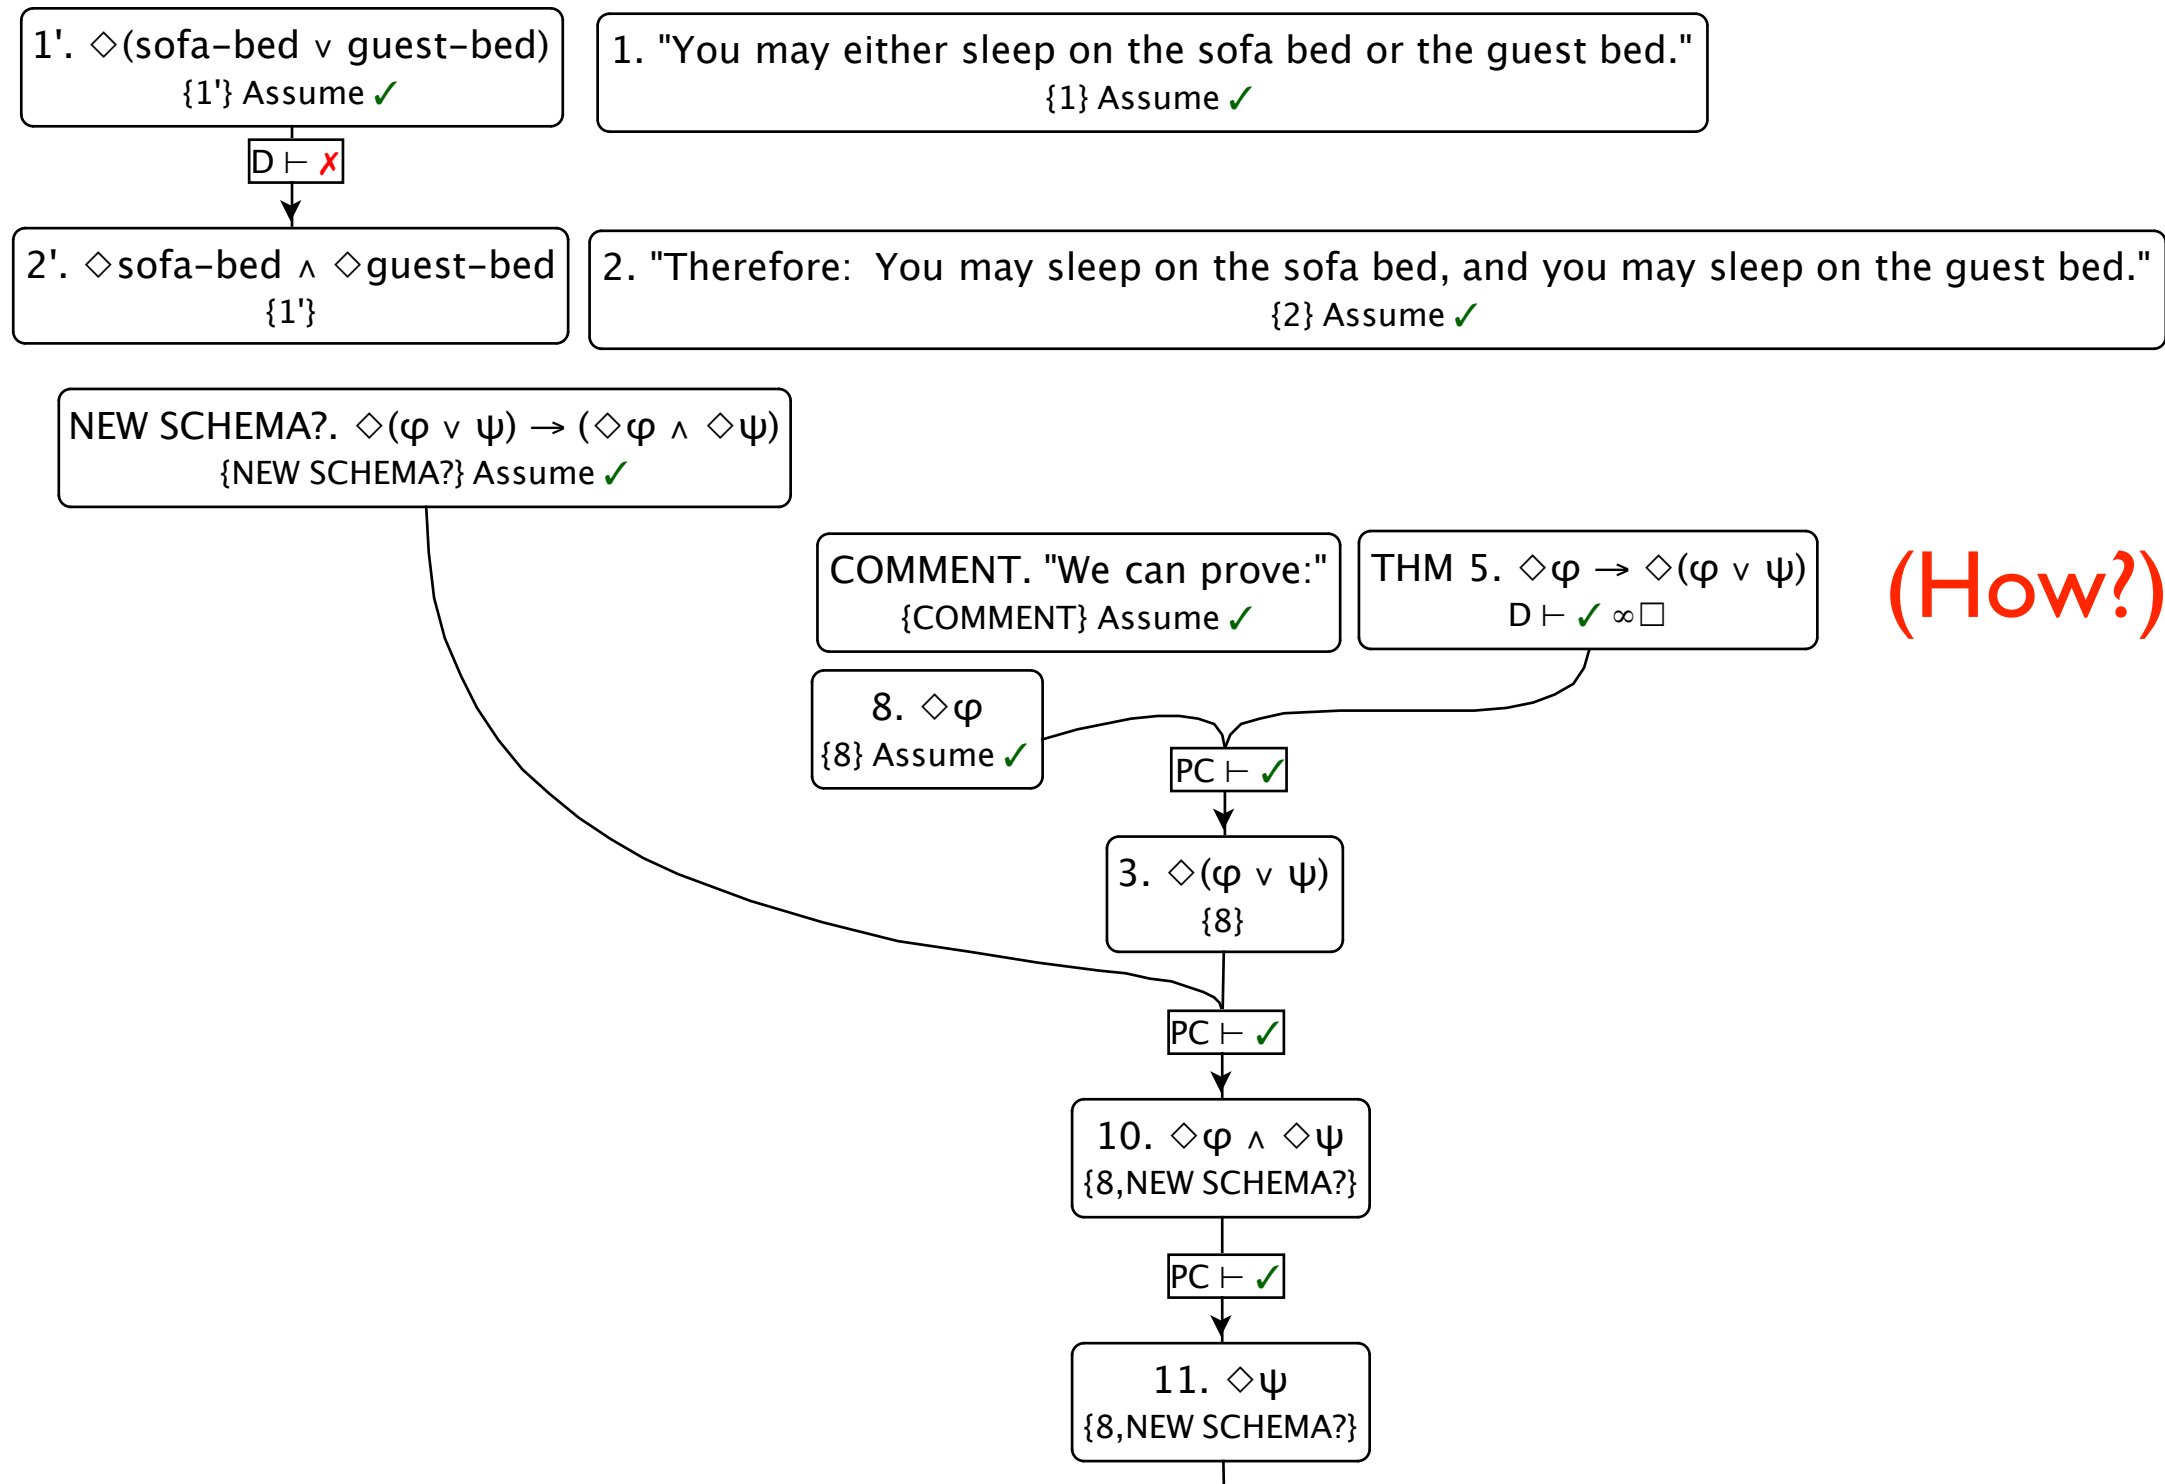 1'. ◇(sofa–bed ∨ guest–bed)
{1'} Assume ✓
1. "You may either sleep on the sofa bed or the guest bed."
{1} Assume ✓
D ⊢ ✗
2'. ◇sofa–bed ∧ ◇guest–bed
{1'}
2. "Therefore:  You may sleep on the sofa bed, and you may sleep on the guest bed."
{2} Assume ✓
NEW SCHEMA?. ◇(φ ∨ ψ) → (◇φ ∧ ◇ψ)
{NEW SCHEMA?} Assume ✓
COMMENT. "We can prove:"
{COMMENT} Assume ✓
THM 5. ◇φ → ◇(φ ∨ ψ)
D ⊢ ✓ ∞□
(How?)
8. ◇φ
{8} Assume ✓
PC ⊢ ✓
3. ◇(φ ∨ ψ)
{8}
PC ⊢ ✓
10. ◇φ ∧ ◇ψ
{8,NEW SCHEMA?}
PC ⊢ ✓
11. ◇ψ
{8,NEW SCHEMA?}